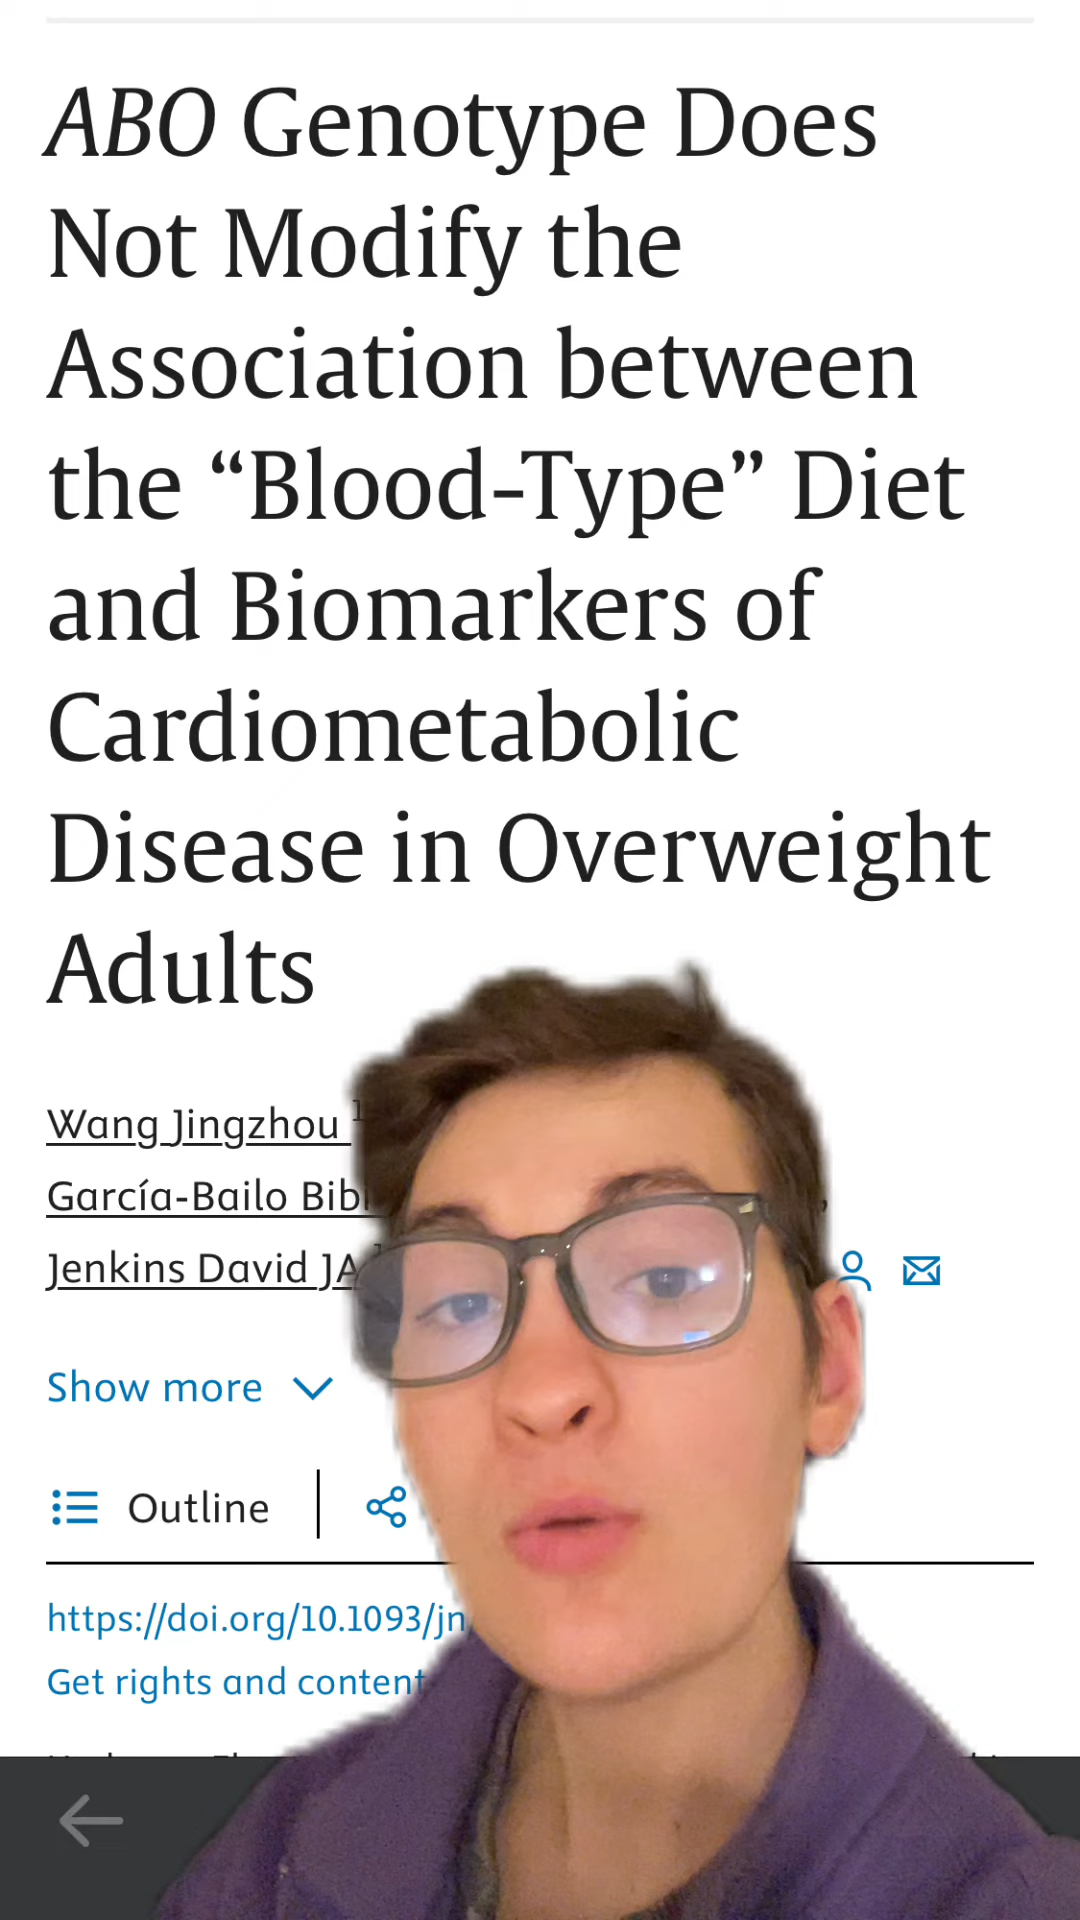 ABO Genotype Does
Not Modify the
Association between
the “Blood-Type” Diet
and Biomarkers of
Cardiometabolic
Disease in Overweight
Adults
Wang Jingzhou 1
García-Bailo
Jenkins David JA
Show more
Outline
https://doi.org/10.1093/jn
Get rights and content